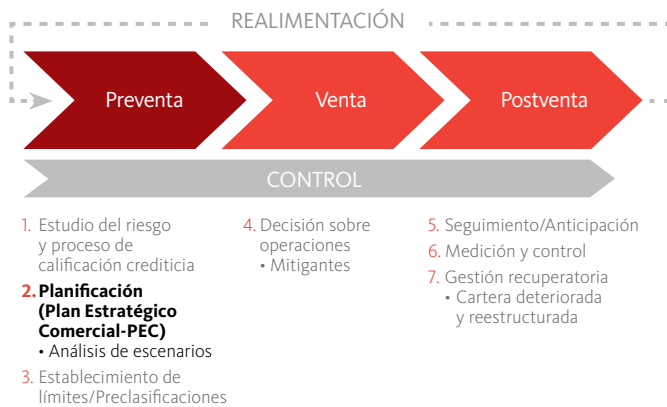 REALIMENTACIÓN
Preventa
Venta
Postventa
CONTROL
1. Estudio del riesgo
y proceso de
calificación crediticia
2. Planificación
(Plan Estratégico
Comercial-PEC)
• Análisis de escenarios
3. Establecimiento de
límites/Preclasificaciones
4. Decisión sobre
operaciones
• Mitigantes
5. Seguimiento/Anticipación
6. Medición y control
7. Gestión recuperatoria
• Cartera deteriorada
y reestructurada